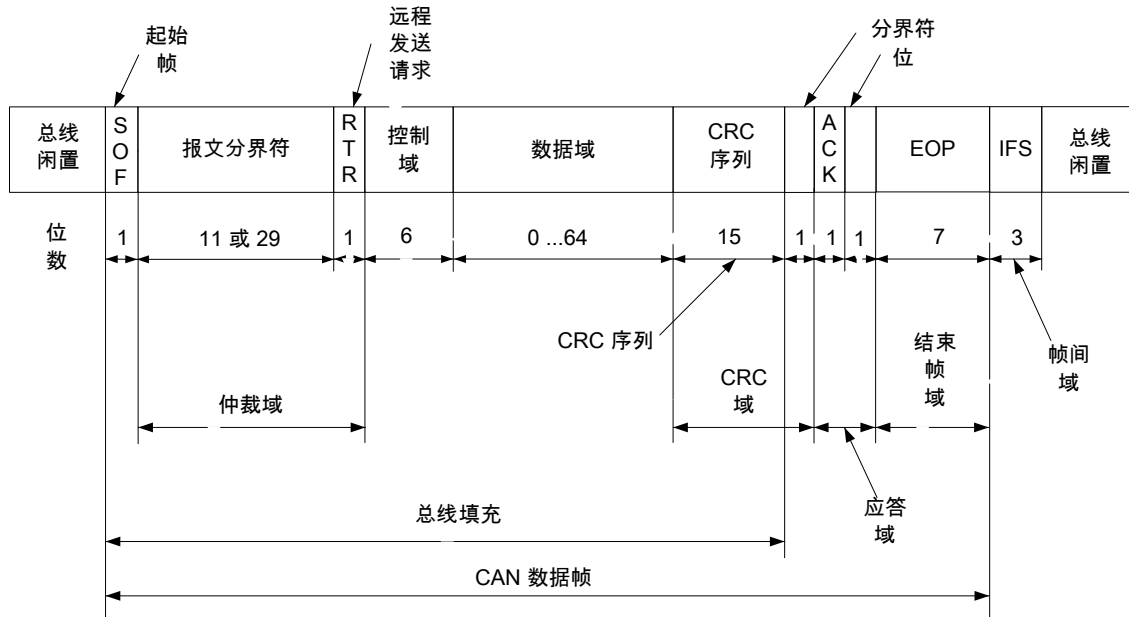 起始
帧
远程
发送
请求
分界符
位
总线
闲置
SOF
报文分界符
RTR
控制
域
数据域
CRC
序列
ACK
EOP
IFS
总线
闲置
位
数
1
11 或 29
1
6
0 ...64
15
1
1
1
7
3
CRC 序列
仲裁域
CRC
域
结束
帧
域
帧间
域
应答
域
总线填充
CAN 数据帧